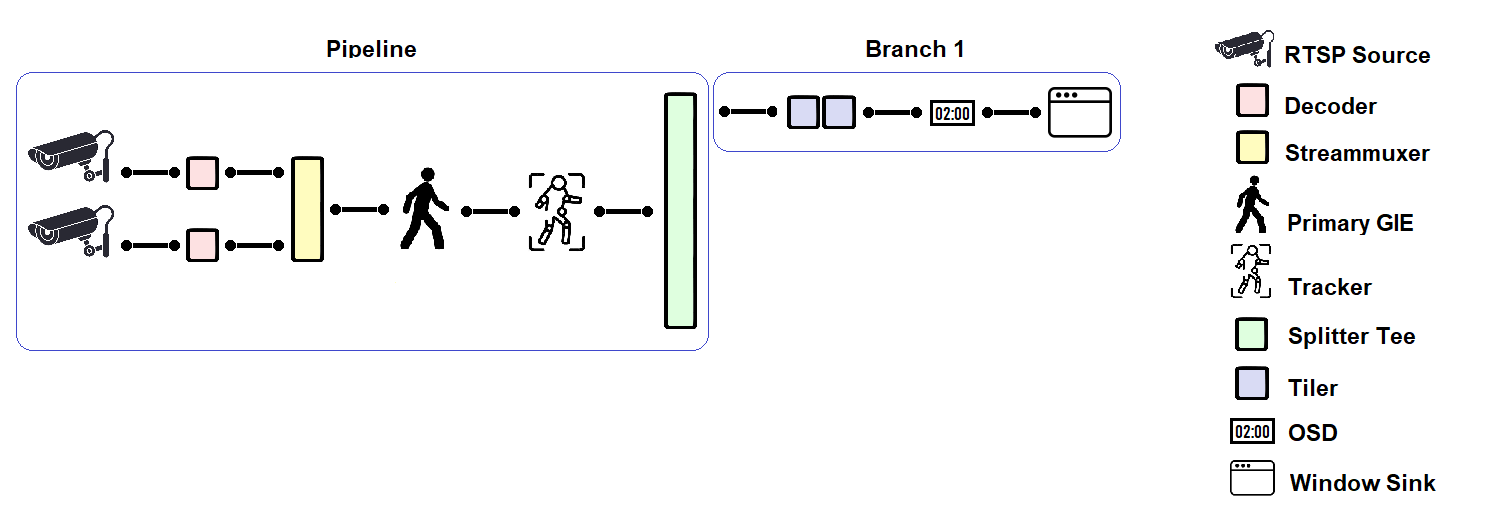 Pipeline
Branch 1
02:00
RTSP Source
Decoder
Streammuxer
Primary GIE
Tracker
Splitter Tee
Tiler
02:00 OSD
Window Sink